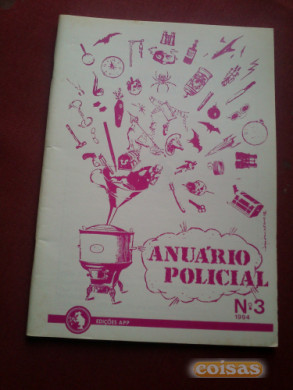 ANUÁRIO
POLICIAL
Nº3
1994
EDIÇÕES APP
coisas